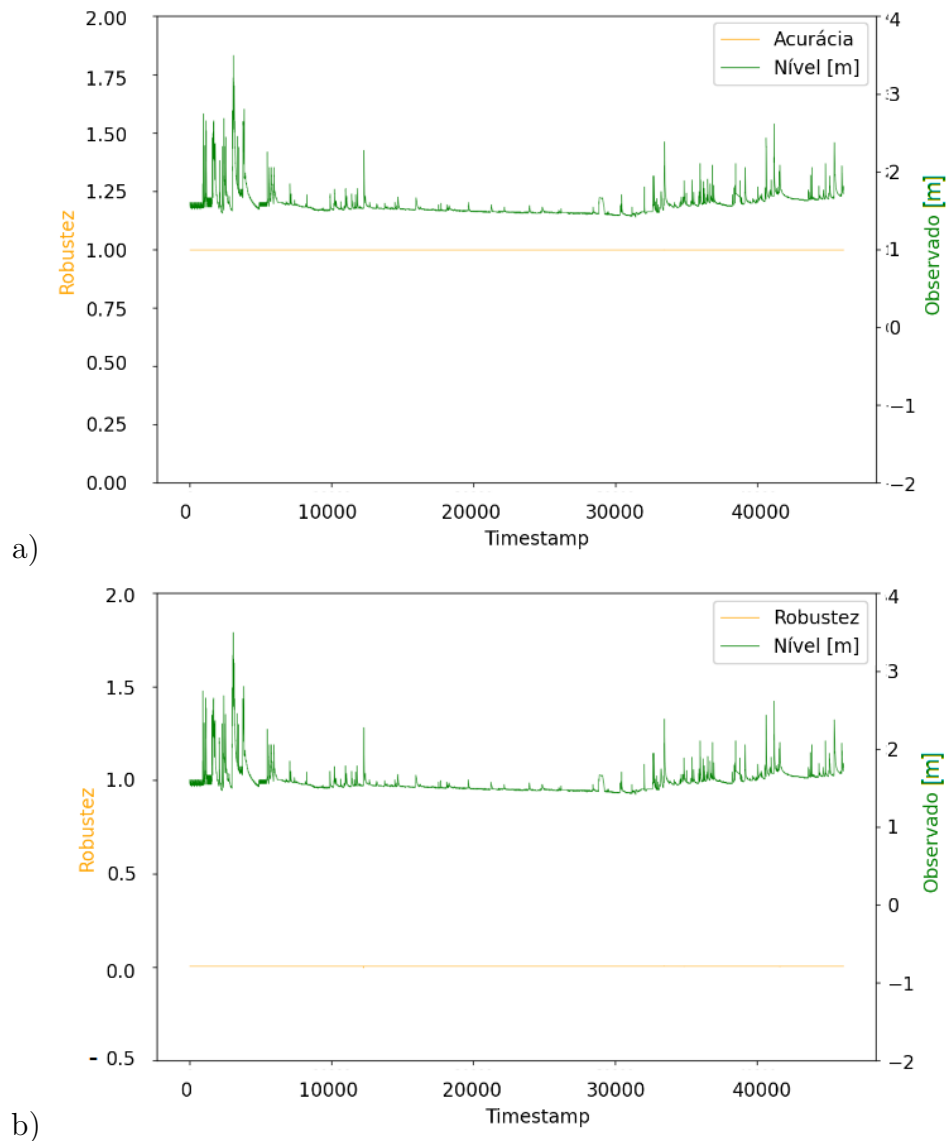 2.00
1.75
1.50
1.25
1.00
0.75
0.50
0.25
0.00
Robustez
Acurácia
Nível [m]
4
3
2
1
0
−1
−2
Observado [m]
0 10000 20000 30000 40000
Timestamp
a)
2.0
1.5
1.0
0.5
0.0
- 0.5
Robustez
Robustez
Nível [m]
4
3
2
1
0
−1
−2
Observado [m]
0 10000 20000 30000 40000
Timestamp
b)